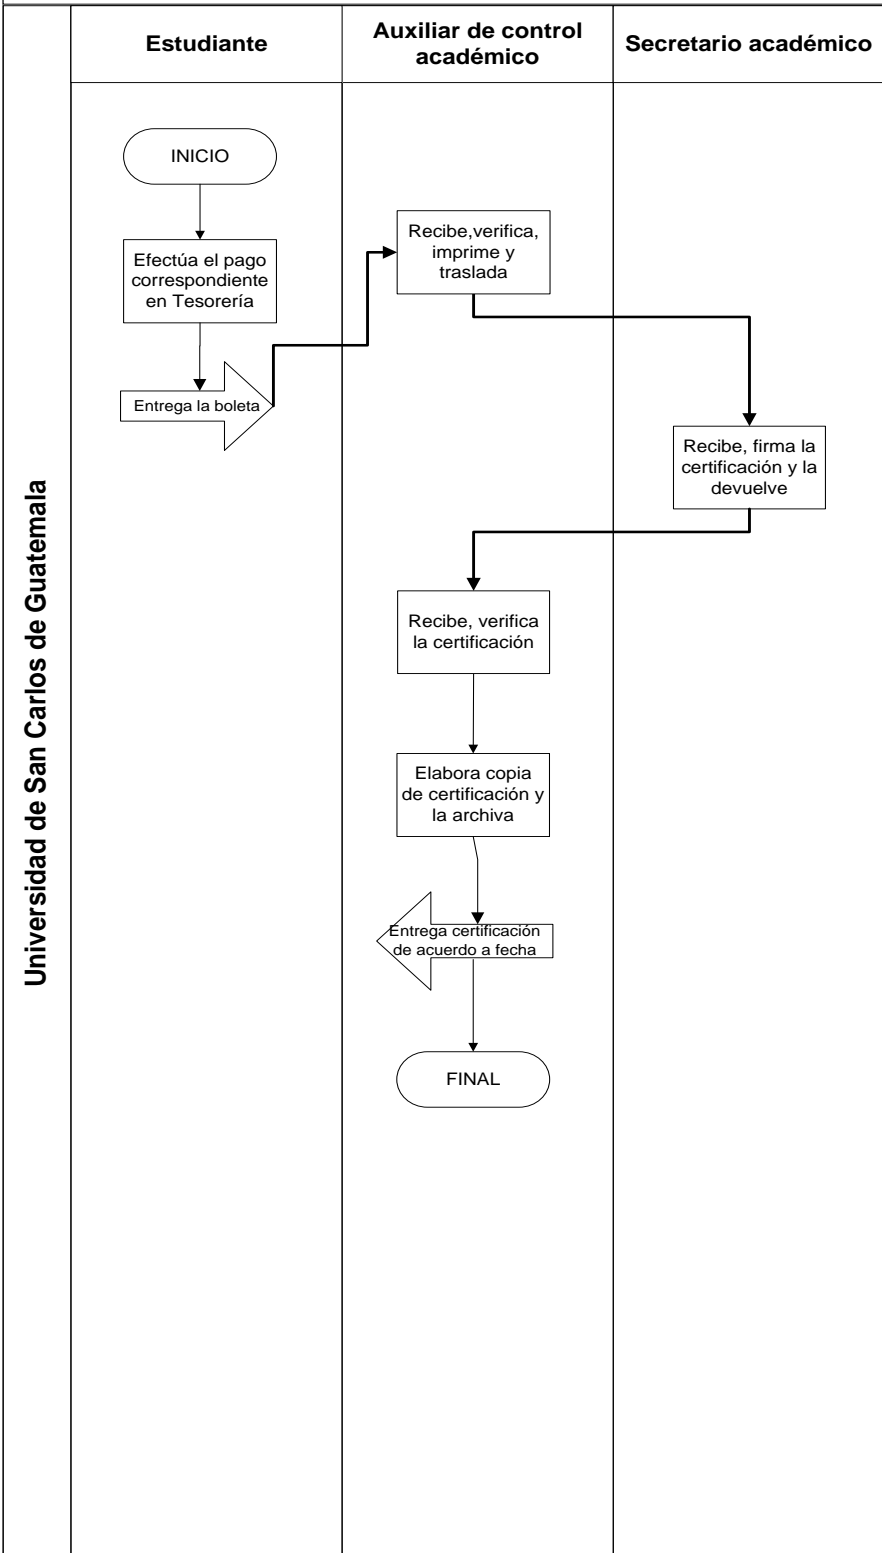 Universidad de San Carlos de Guatemala
Estudiante
Auxiliar de control
académico
Secretario académico
INICIO
Efectúa el pago
correspondiente
en Tesorería
Entrega la boleta
Recibe,verifica,
imprime y
traslada
Recibe, firma la
certificación y la
devuelve
Recibe, verifica
la certificación
Elabora copia
de certificación y
la archiva
Entrega certificación
de acuerdo a fecha
FINAL